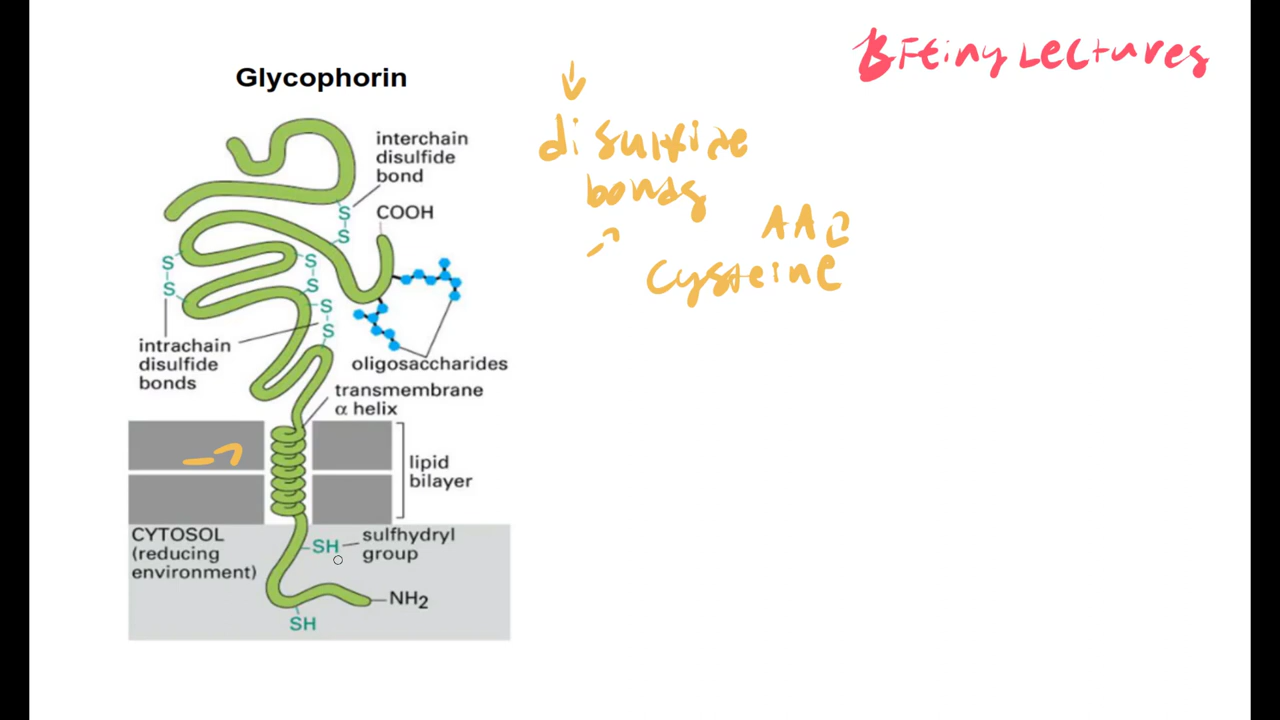 BFtiny Lectures
Glycophorin
interchain
disulfide
bond
disulfide
bonds
S
S
COOH
AA
cysteine
S
S
S
S
S
S
intrachain
disulfide
bonds
oligosaccharides
transmembrane
α helix
lipid
bilayer
CYTOSOL
(reducing
environment)
SH
sulfhydryl
group
NH2
SH